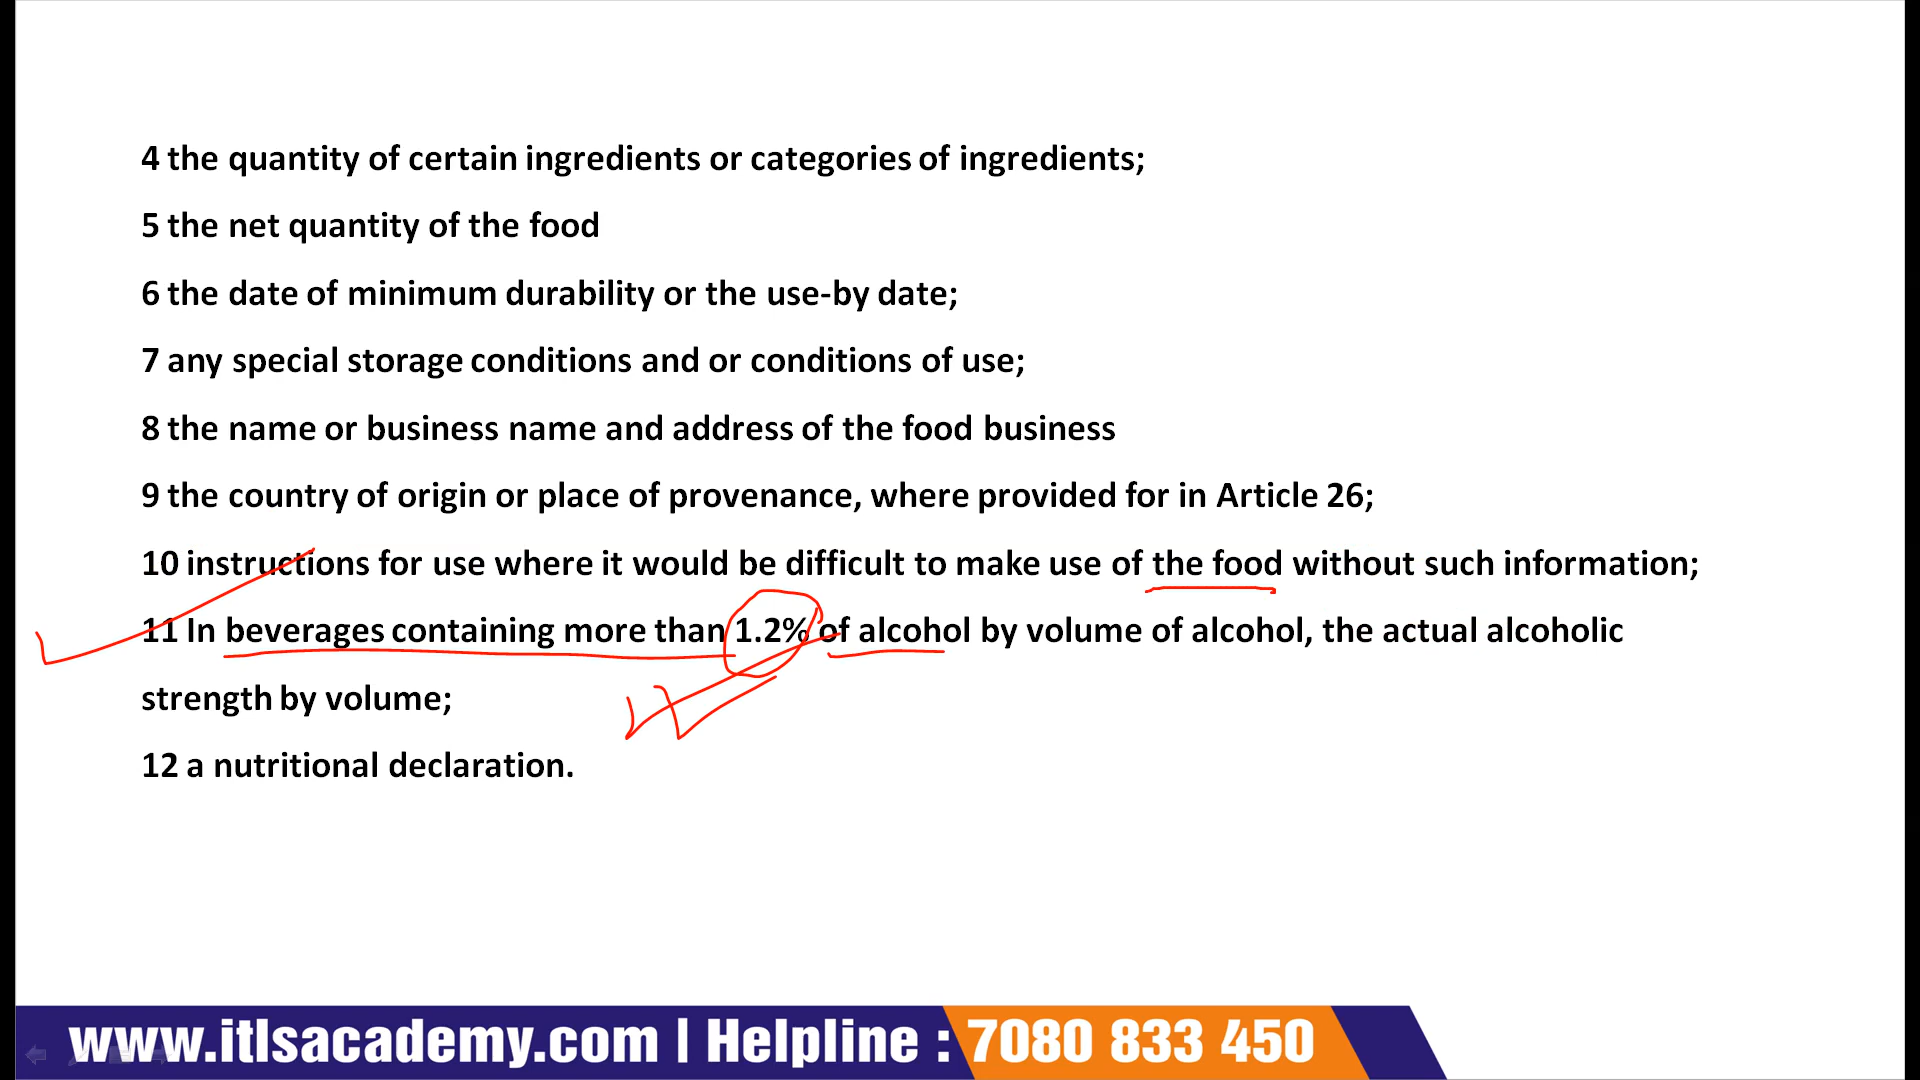 4 the quantity of certain ingredients or categories of ingredients;
5 the net quantity of the food
6 the date of minimum durability or the use-by date;
7 any special storage conditions and or conditions of use;
8 the name or business name and address of the food business
9 the country of origin or place of provenance, where provided for in Article 26;
10 instructions for use where it would be difficult to make use of the food without such information;
11 In beverages containing more than 1.2% of alcohol by volume of alcohol, the actual alcoholic
strength by volume;
12 a nutritional declaration.
www.itlsacademy.com | Helpline : 7080 833 450